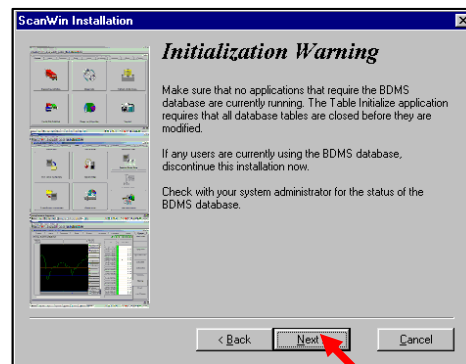 ScanWin Installation
Initialization Warning
Make sure that no applications that require the BDMS
database are currently running. The Table Initialize application
requires that all database tables are closed before they are
modified.
If any users are currently using the BDMS database,
discontinue this installation now.
Check with your system administrator for the status of the
BDMS database.
< Back
Next
Cancel